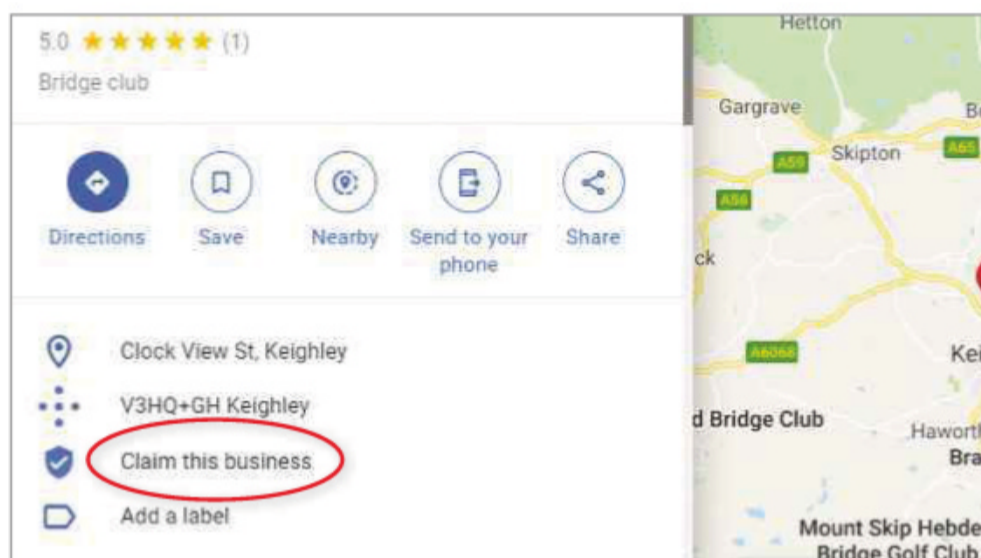 5.0 ★★★★★ (1)
Bridge club
Directions
Save
Nearby
Send to your
phone
Share
Clock View St, Keighley
V3HQ+GH Keighley
Claim this business
Add a label
Hetton
Gargrave
Skipton
A59
A65
A56
ck
A6068
Kei
d Bridge Club
Haworth
Bra
Mount Skip Hebde
Bridge Golf Club